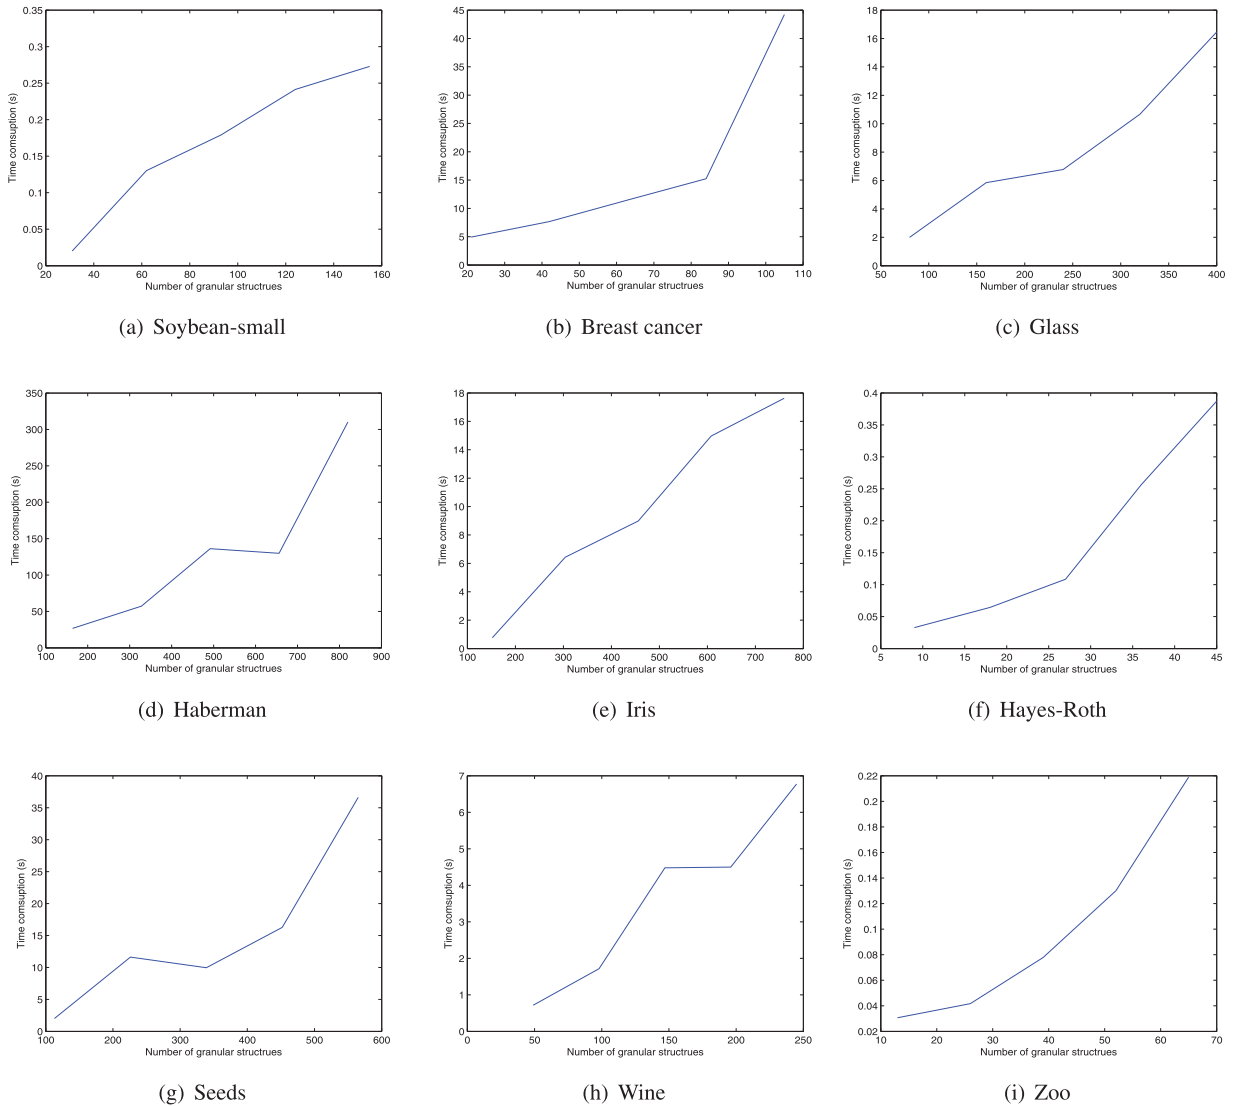 0.35
0.3
0.25
0.2
0.15
0.1
0.05
0
Time comsuption (s)
20 40 60 80 100 120 140 160
Number of granular structrues
(a) Soybean-small
45
40
35
30
25
20
15
10
5
0
Time comsuption (s)
20 30 40 50 60 70 80 90 100 110
Number of granular structrues
(b) Breast cancer
18
16
14
12
10
8
6
4
2
0
Time comsuption (s)
50 100 150 200 250 300 350 400
Number of granular structrues
(c) Glass
350
300
250
200
150
100
50
0
Time comsuption (s)
100 200 300 400 500 600 700 800 900
Number of granular structrues
(d) Haberman
18
16
14
12
10
8
6
4
2
0
Time comsuption (s)
100 200 300 400 500 600 700 800
Number of granular structrues
(e) Iris
0.4
0.35
0.3
0.25
0.2
0.15
0.1
0.05
0
Time comsuption (s)
5 10 15 20 25 30 35 40 45
Number of granular structrues
(f) Hayes-Roth
40
35
30
25
20
15
10
5
0
Time comsuption (s)
100 200 300 400 500 600
Number of granular structrues
(g) Seeds
7
6
5
4
3
2
1
0
Time comsuption (s)
0 50 100 150 200 250
Number of granular structrues
(h) Wine
0.22
0.2
0.18
0.16
0.14
0.12
0.1
0.08
0.06
0.04
0.02
Time comsuption (s)
10 20 30 40 50 60 70
Number of granular structrues
(i) Zoo